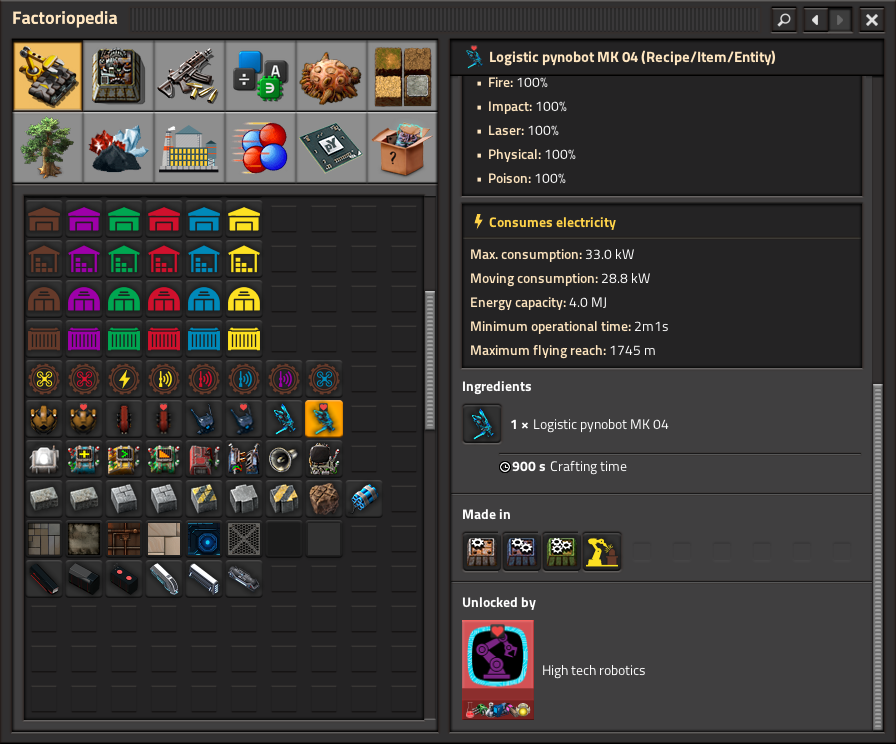 Factoriopedia
Logistic pynobot MK 04 (Recipe/Item/Entity)
Fire: 100%
Impact: 100%
Laser: 100%
Physical: 100%
Poison: 100%
Consumes electricity
Max. consumption: 33.0 kW
Moving consumption: 28.8 kW
Energy capacity: 4.0 MJ
Minimum operational time: 2m1s
Maximum flying reach: 1745 m
Ingredients
1 × Logistic pynobot MK 04
900 s Crafting time
Made in
Unlocked by
High tech robotics